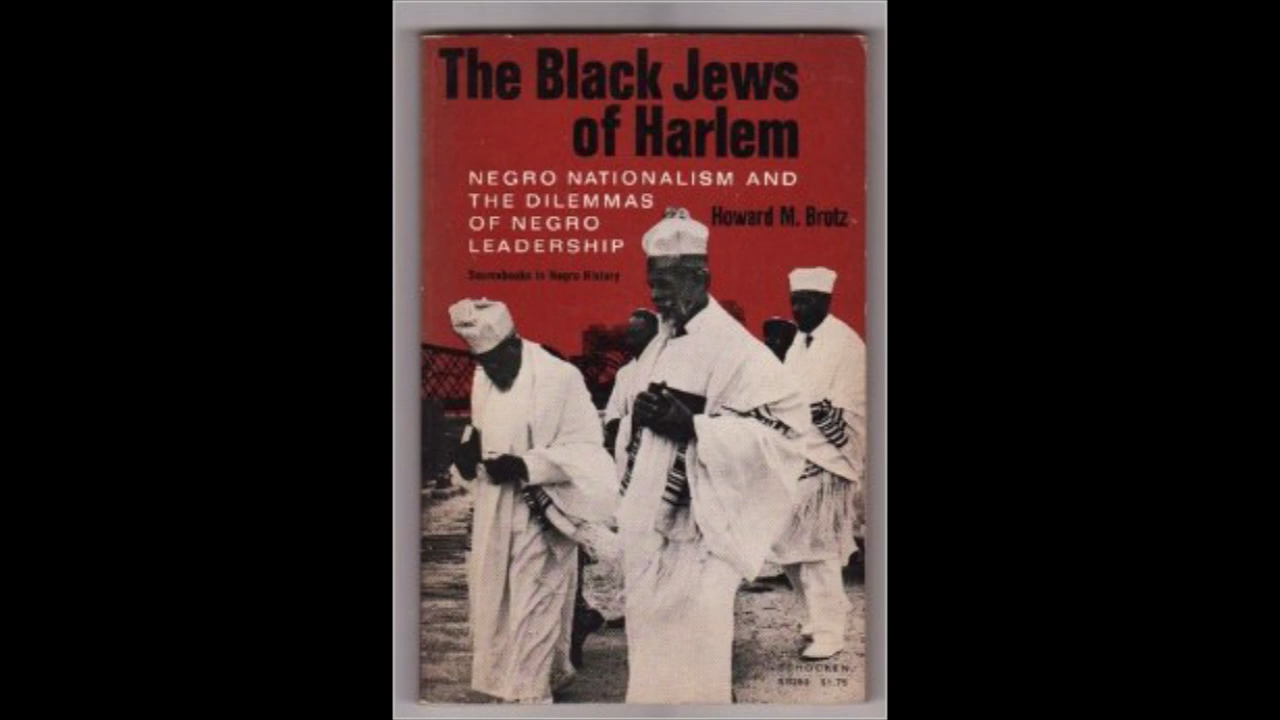 The Black Jews
of Harlem
NEGRO NATIONALISM AND
THE DILEMMAS
OF NEGRO
LEADERSHIP
Howard M. Brotz
Sourcebooks in Negro History
SCHOCKEN
$1.75